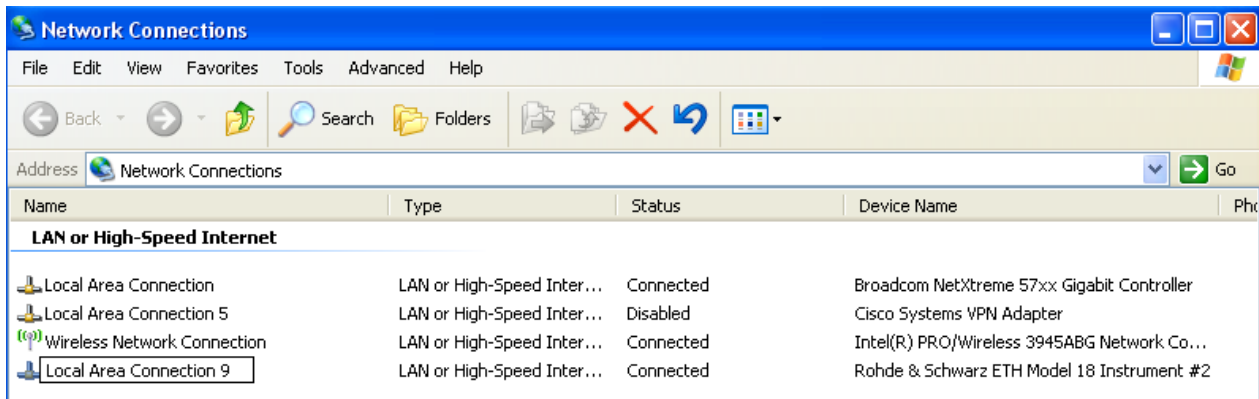 Network Connections
File Edit View Favorites Tools Advanced Help
Back Search Folders
Address Network Connections Go
Name Type Status Device Name Pho
LAN or High-Speed Internet
Local Area Connection LAN or High-Speed Inter... Connected Broadcom NetXtreme 57xx Gigabit Controller
Local Area Connection 5 LAN or High-Speed Inter... Disabled Cisco Systems VPN Adapter
Wireless Network Connection LAN or High-Speed Inter... Connected Intel(R) PRO/Wireless 3945ABG Network Co...
Local Area Connection 9 LAN or High-Speed Inter... Connected Rohde & Schwarz ETH Model 18 Instrument #2